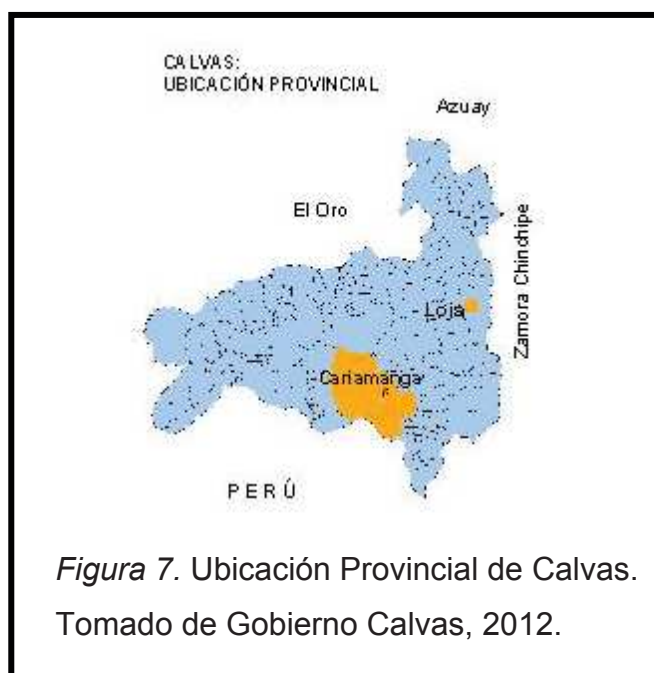 CALVAS:
UBICACIÓN PROVINCIAL
Azuay
El Oro
Zamora Chinchipe
Loja
Cariamanga
PERÚ
Figura 7. Ubicación Provincial de Calvas.
Tomado de Gobierno Calvas, 2012.